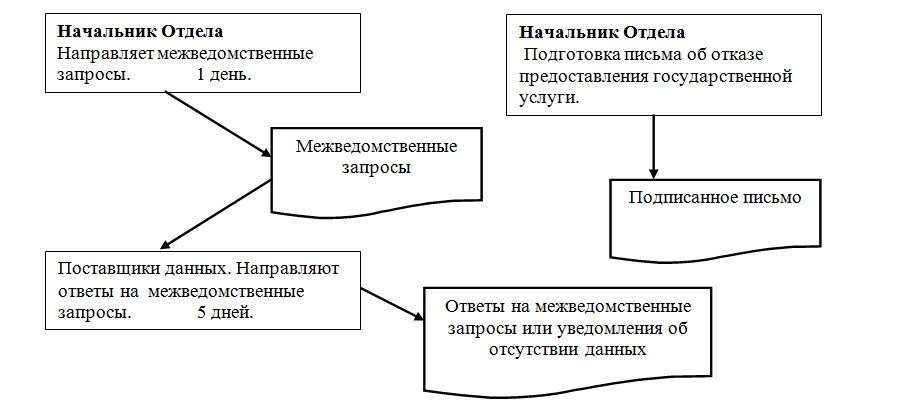 Начальник Отдела
Направляет межведомственные
запросы. 1 день.
Начальник Отдела
Подготовка письма об отказе
предоставления государственной
услуги.
Межведомственные
запросы
Подписанное письмо
Поставщики данных. Направляют
ответы на межведомственные
запросы. 5 дней.
Ответы на межведомственные
запросы или уведомления об
отсутствии данных